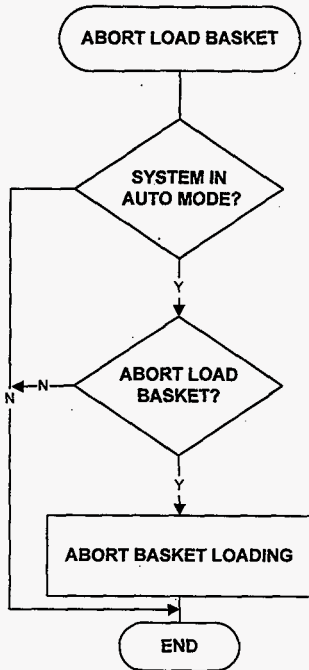 ABORT LOAD BASKET
SYSTEM IN
AUTO MODE?
Y
ABORT LOAD
BASKET?
N
N
Y
ABORT BASKET LOADING
END